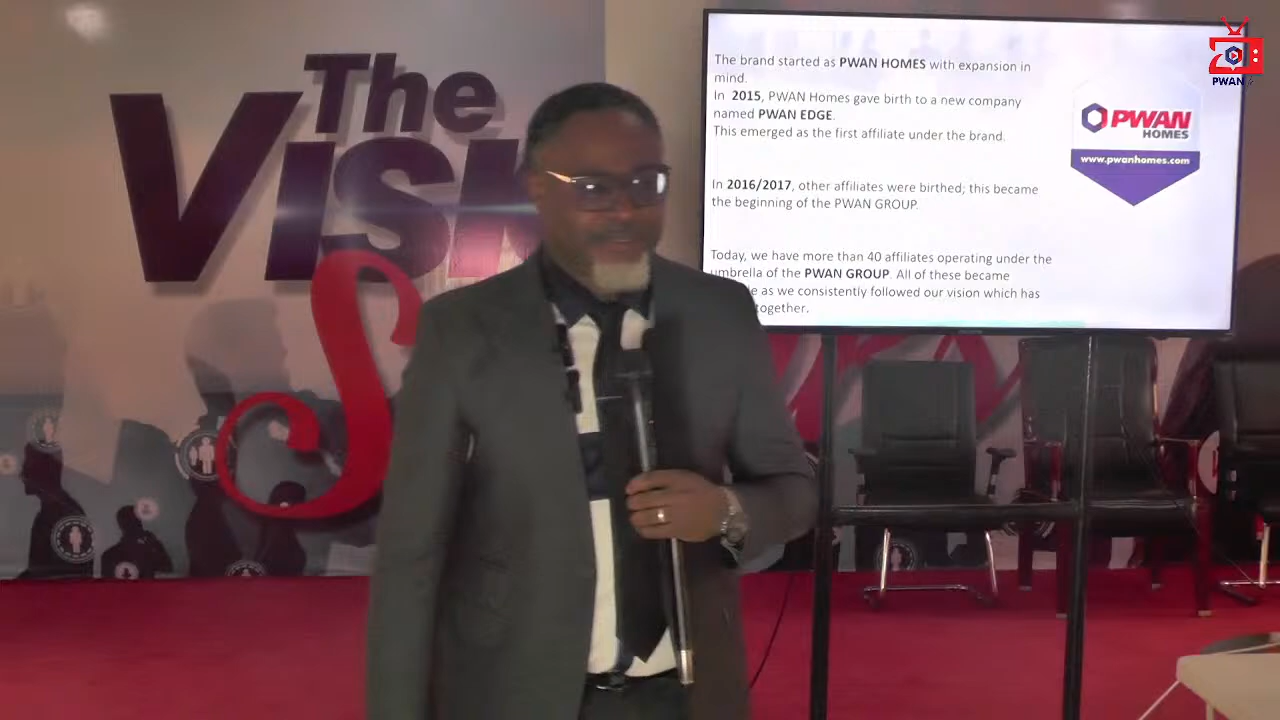 The
Vis
S
The brand started as PWAN HOMES with expansion in
mind.
In 2015, PWAN Homes gave birth to a new company
named PWAN EDGE.
This emerged as the first affiliate under the brand.
In 2016/2017, other affiliates were birthed; this became
the beginning of the PWAN GROUP.
Today, we have more than 40 affiliates operating under the
umbrella of the PWAN GROUP. All of these became
as we consistently followed our vision which has
together.
PWAN
HOMES
www.pwanhomes.com
PWAN